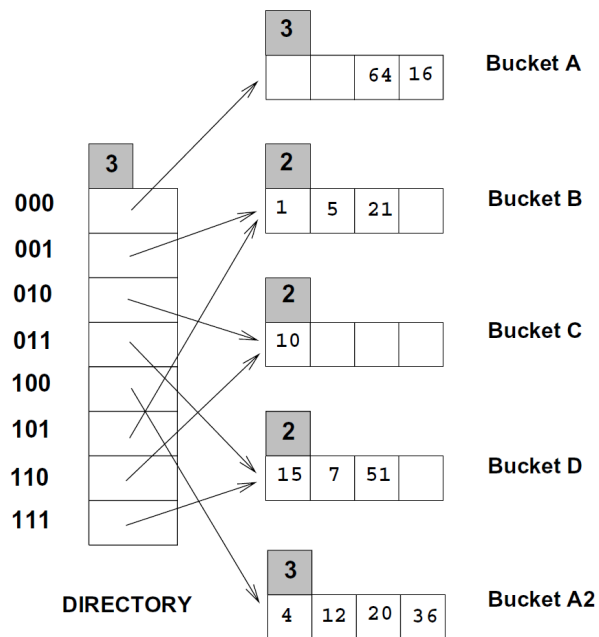 3
64 16 Bucket A
3
2
000
1 5 21 Bucket B
001
2
010
10 Bucket C
011
100
2
101
15 7 51 Bucket D
110
111
3
DIRECTORY
4 12 20 36 Bucket A2